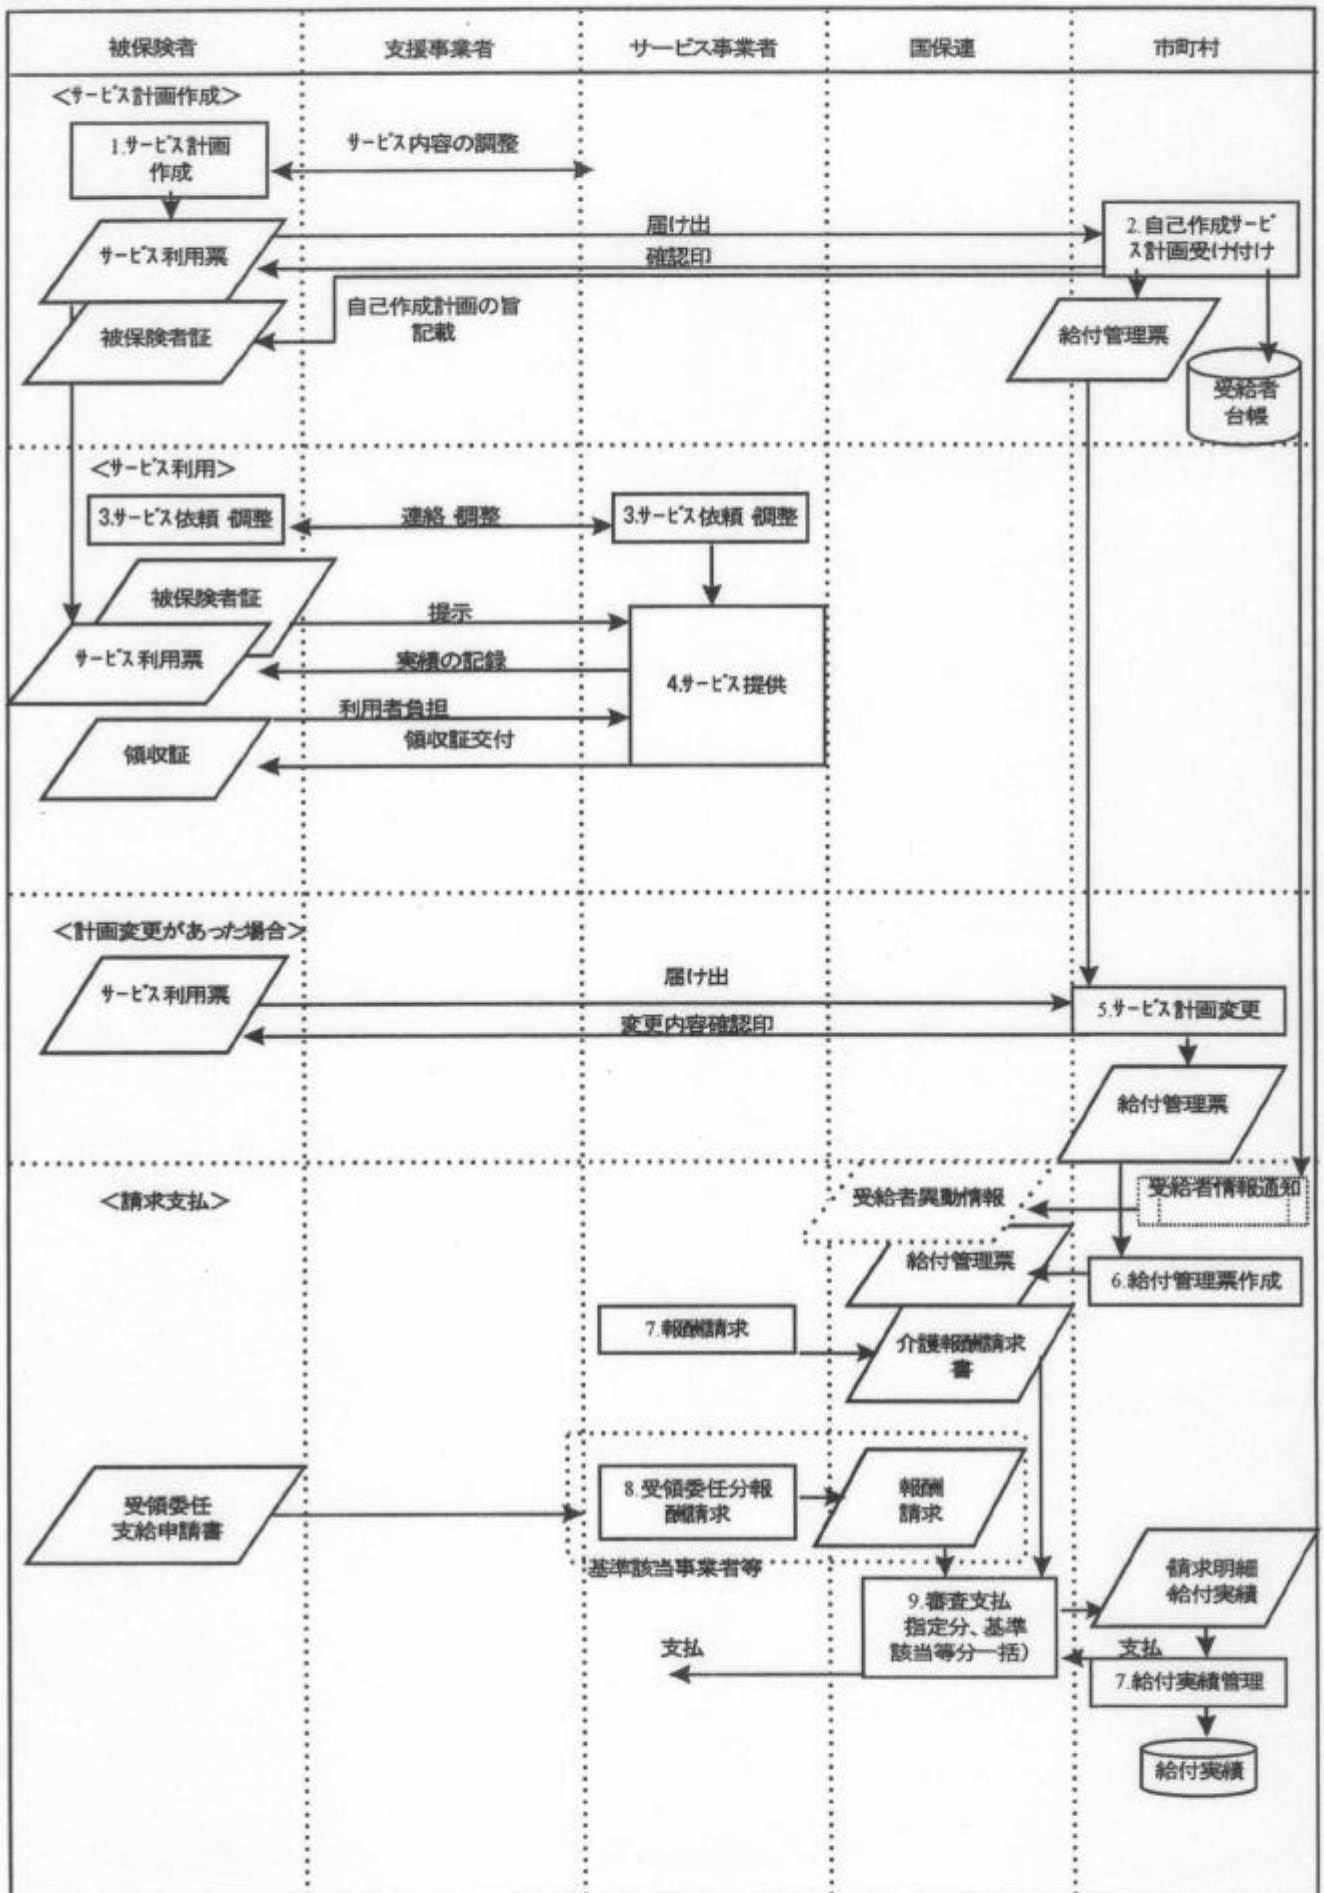 被保険者
支援事業者
サービス事業者
国保連
市町村
＜ｻｰﾋﾞｽ計画作成＞
1.ｻｰﾋﾞｽ計画
作成
ｻｰﾋﾞｽ内容の調整
届け出
2.自己作成ｻｰﾋﾞ
ｽ計画受け付け
ｻｰﾋﾞｽ利用票
確認印
自己作成計画の旨
記載
被保険者証
給付管理票
受給者
台帳
＜ｻｰﾋﾞｽ利用＞
3.ｻｰﾋﾞｽ依頼・調整
連絡・調整
3.ｻｰﾋﾞｽ依頼・調整
被保険者証
提示
ｻｰﾋﾞｽ利用票
実績の記録
4.ｻｰﾋﾞｽ提供
利用者負担
領収証交付
領収証
＜計画変更があった場合＞
ｻｰﾋﾞｽ利用票
届け出
5.ｻｰﾋﾞｽ計画変更
変更内容確認印
給付管理票
＜請求支払＞
受給者異動情報
受給者情報通知
給付管理票
6.給付管理票作成
7.報酬請求
介護報酬請求
書
受領委任
支給申請書
8.受領委任分報
酬請求
報酬
請求
基準該当事業者等
9.審査支払
指定分、基準
該当等分一括）
請求明細
給付実績
支払
支払
7.給付実績管理
給付実績